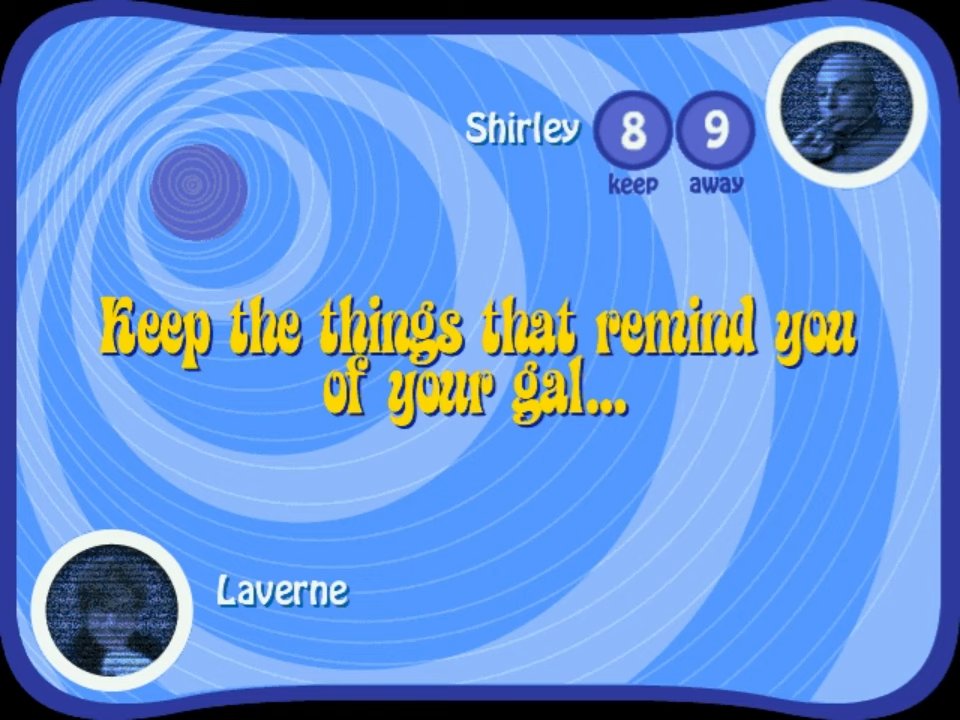 Shirley
8 9
keep away
Keep the things that remind you
of your gal...
Laverne